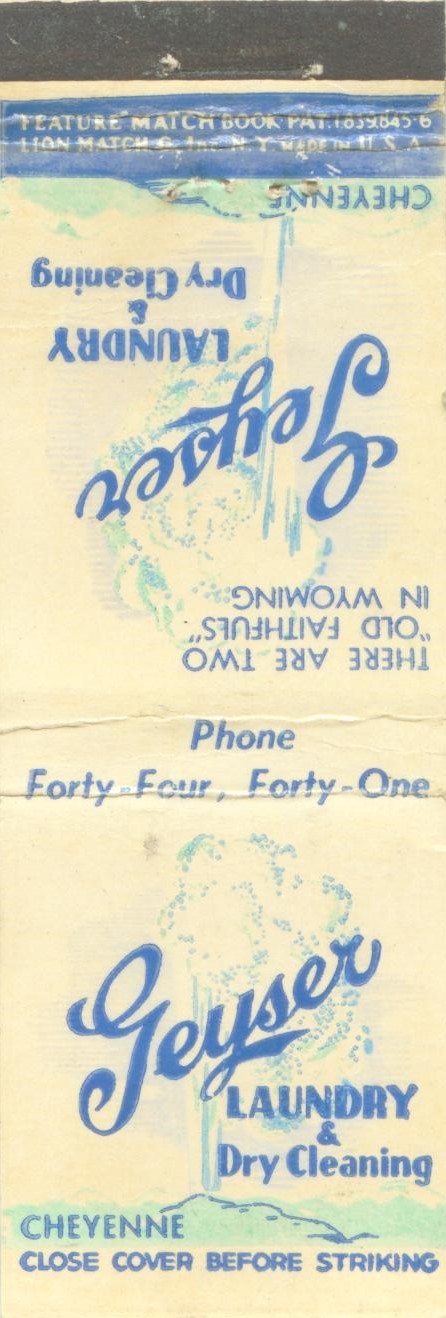 FEATURE MATCH BOOK PAT. 1839845-6
LION MATCH Co. Inc. N.Y. MADE IN U.S.A.
THERE ARE TWO
"OLD FAITHFULS"
IN WYOMING:
Geyser
LAUNDRY
&
Dry Cleaning
CHEYENNE
Phone
Forty-Four, Forty-One
Geyser
LAUNDRY
&
Dry Cleaning
CHEYENNE
CLOSE COVER BEFORE STRIKING